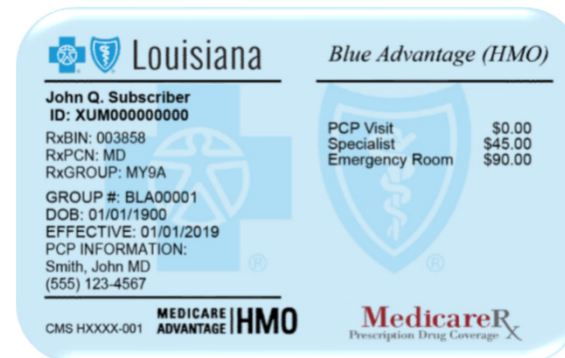 Louisiana
John Q. Subscriber
ID: XUM000000000
RxBIN: 003858
RxPCN: MD
RxGROUP: MY9A
GROUP #: BLA00001
DOB: 01/01/1900
EFFECTIVE: 01/01/2019
PCP INFORMATION:
Smith, John MD
(555) 123-4567
CMS HXXXX-001
MEDICARE
ADVANTAGE
HMO
Blue Advantage (HMO)
PCP Visit $0.00
Specialist $45.00
Emergency Room $90.00
®
®
MedicareRx
Prescription Drug Coverage